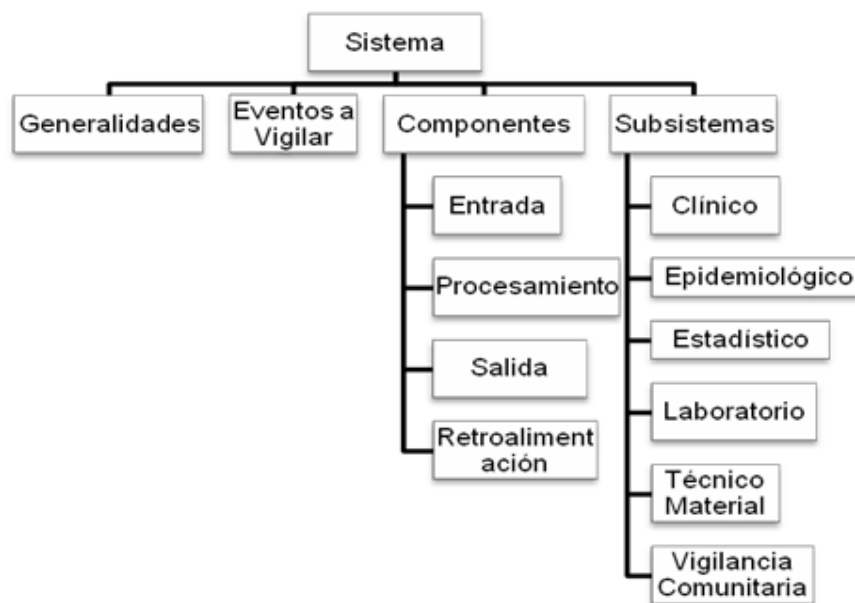 Sistema
Generalidades
Eventos a
Vigilar
Componentes
Subsistemas
Entrada
Procesamiento
Salida
Retroaliment
ación
Clínico
Epidemiológico
Estadístico
Laboratorio
Técnico
Material
Vigilancia
Comunitaria